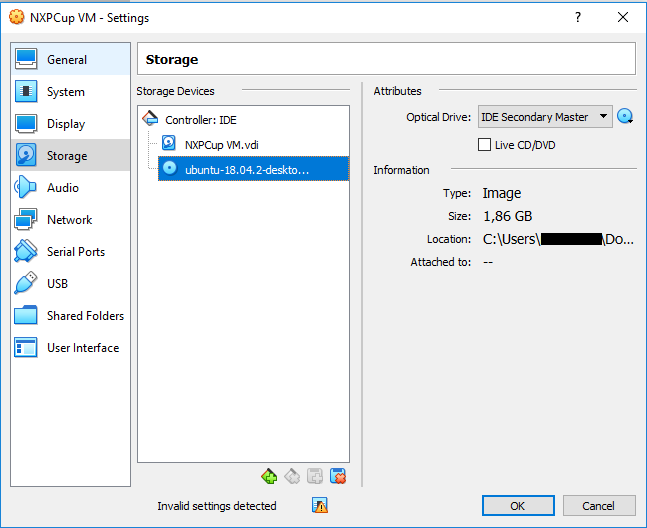 NXPCup VM - Settings
?
General
System
Display
Storage
Audio
Network
Serial Ports
USB
Shared Folders
User Interface
Storage
Storage Devices
Controller: IDE
NXPCup VM.vdi
ubuntu-18.04.2-deskto...
Attributes
Optical Drive: IDE Secondary Master
Live CD/DVD
Information
Type: Image
Size: 1,86 GB
Location: C:\Users\ \Do...
Attached to: --
Invalid settings detected
OK Cancel